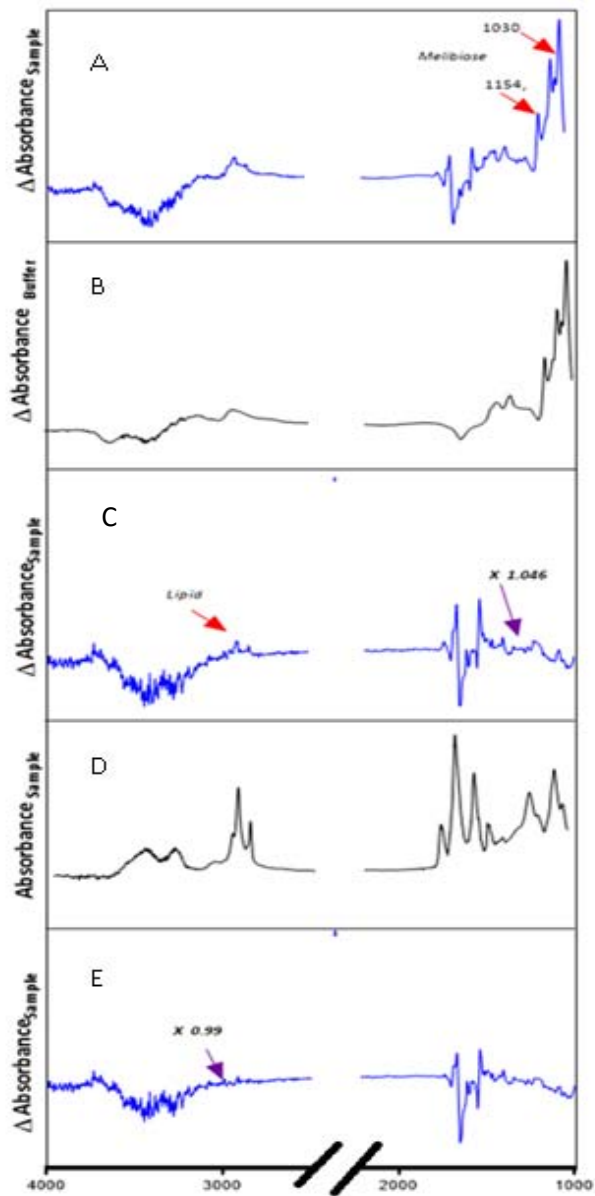 Δ Absorbance Sample
A
Melibiose
1030
1154,
Δ Absorbance Buffer
B
Δ Absorbance Sample
C
Lipid
X 1.046
Absorbance Sample
D
Δ Absorbance Sample
E
X 0.99
4000 3000 2000 1000